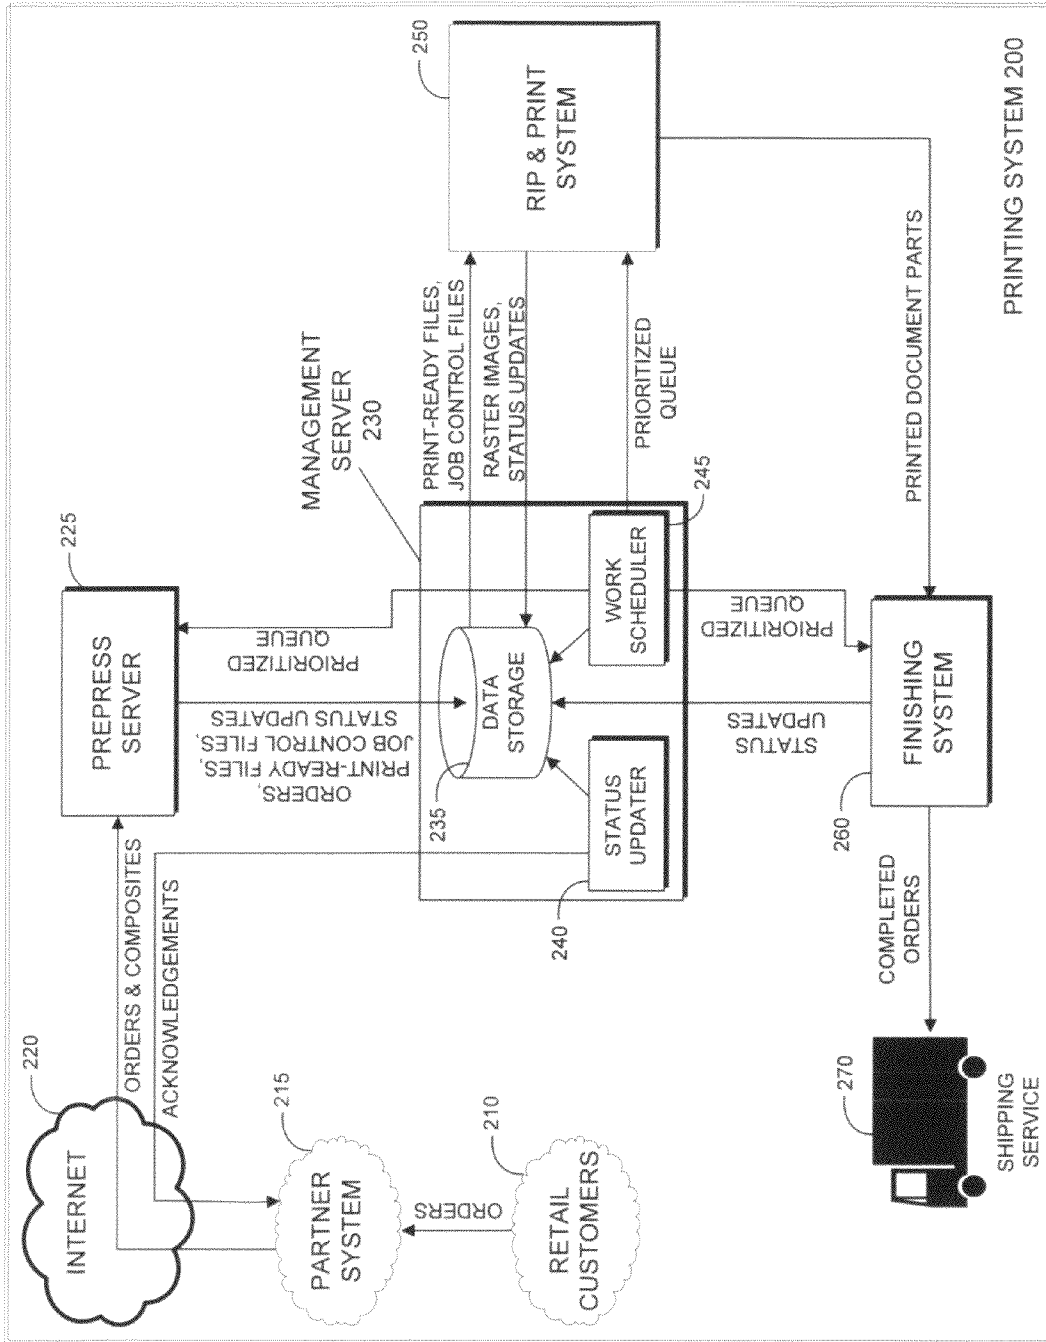 INTERNET
220
ORDERS & COMPOSITES
ACKNOWLEDGEMENTS
PREPRESS
SERVER
225
PARTNER
SYSTEM
215
ORDERS
RETAIL
CUSTOMERS
210
ORDERS,
PRINT-READY FILES,
JOB CONTROL FILES,
STATUS UPDATES
PRIORITIZED
QUEUE
MANAGEMENT
SERVER
230
DATA
STORAGE
235
STATUS
UPDATER
240
WORK
SCHEDULER
245
PRINT-READY FILES,
JOB CONTROL FILES
RASTER IMAGES,
STATUS UPDATES
PRIORITIZED
QUEUE
RIP & PRINT
SYSTEM
250
STATUS
UPDATES
PRIORITIZED
QUEUE
FINISHING
SYSTEM
260
PRINTED DOCUMENT PARTS
COMPLETED
ORDERS
270
SHIPPING
SERVICE
PRINTING SYSTEM 200